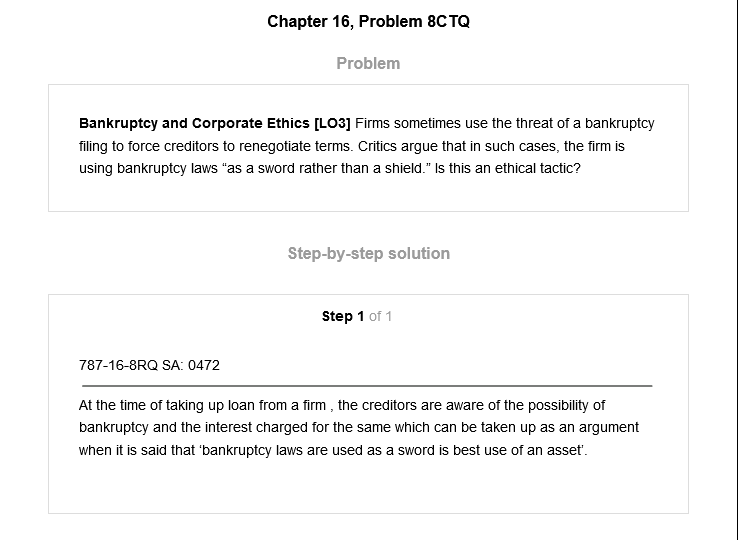 Chapter 16, Problem 8CTQ
Problem
Bankruptcy and Corporate Ethics [LO3] Firms sometimes use the threat of a bankruptcy
filing to force creditors to renegotiate terms. Critics argue that in such cases, the firm is
using bankruptcy laws “as a sword rather than a shield.” Is this an ethical tactic?
Step-by-step solution
Step 1 of 1
787-16-8RQ SA: 0472
At the time of taking up loan from a firm , the creditors are aware of the possibility of
bankruptcy and the interest charged for the same which can be taken up as an argument
when it is said that ‘bankruptcy laws are used as a sword is best use of an asset’.